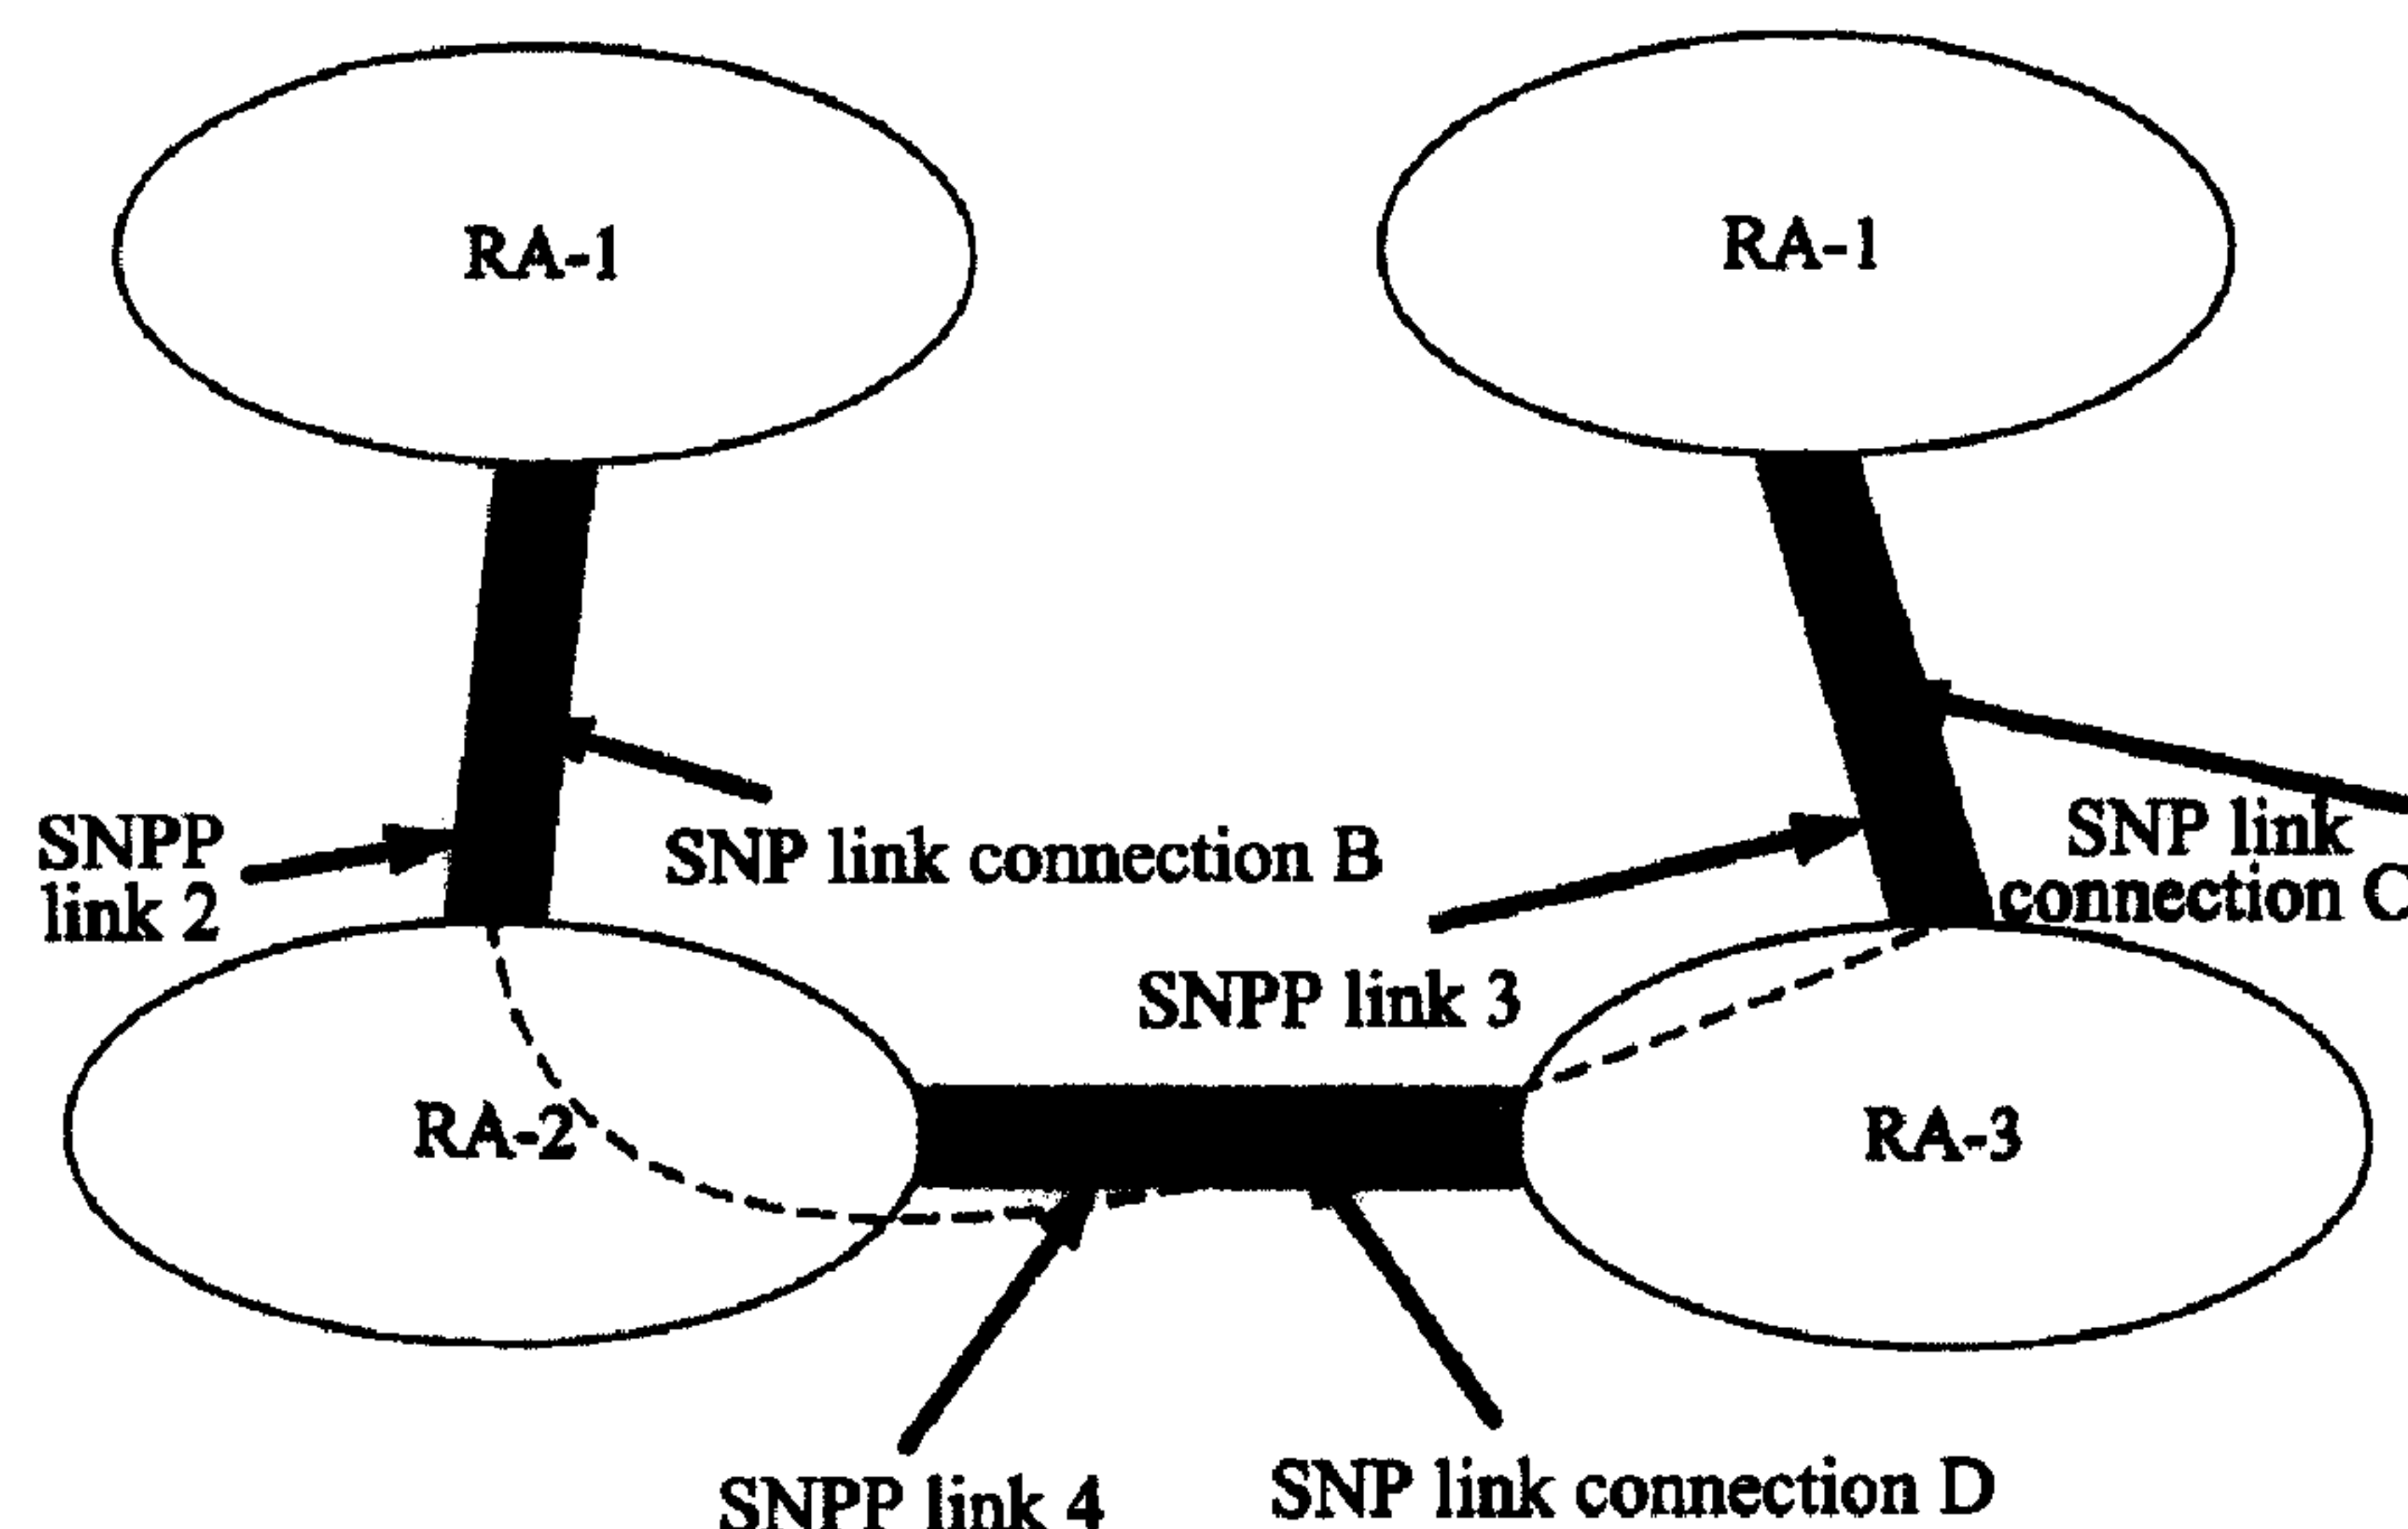 RA-1
RA-1
SNPP
link 2
SNP link connection B
SNP link
connection C
SNPP link 3
RA-2
RA-3
SNPP link 4
SNP link connection D